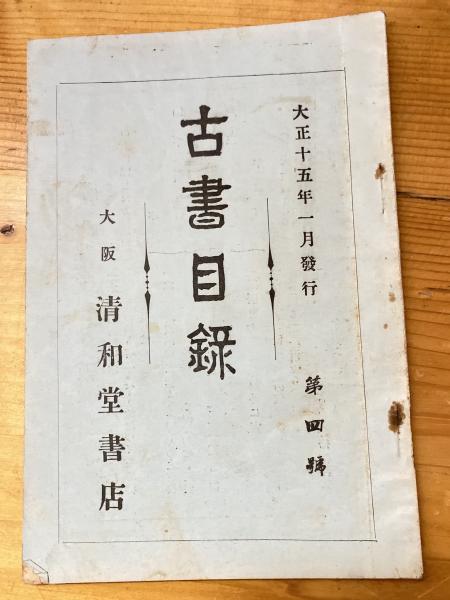 大正十五年一月發行
第四號
古書目録
大阪 清和堂書店